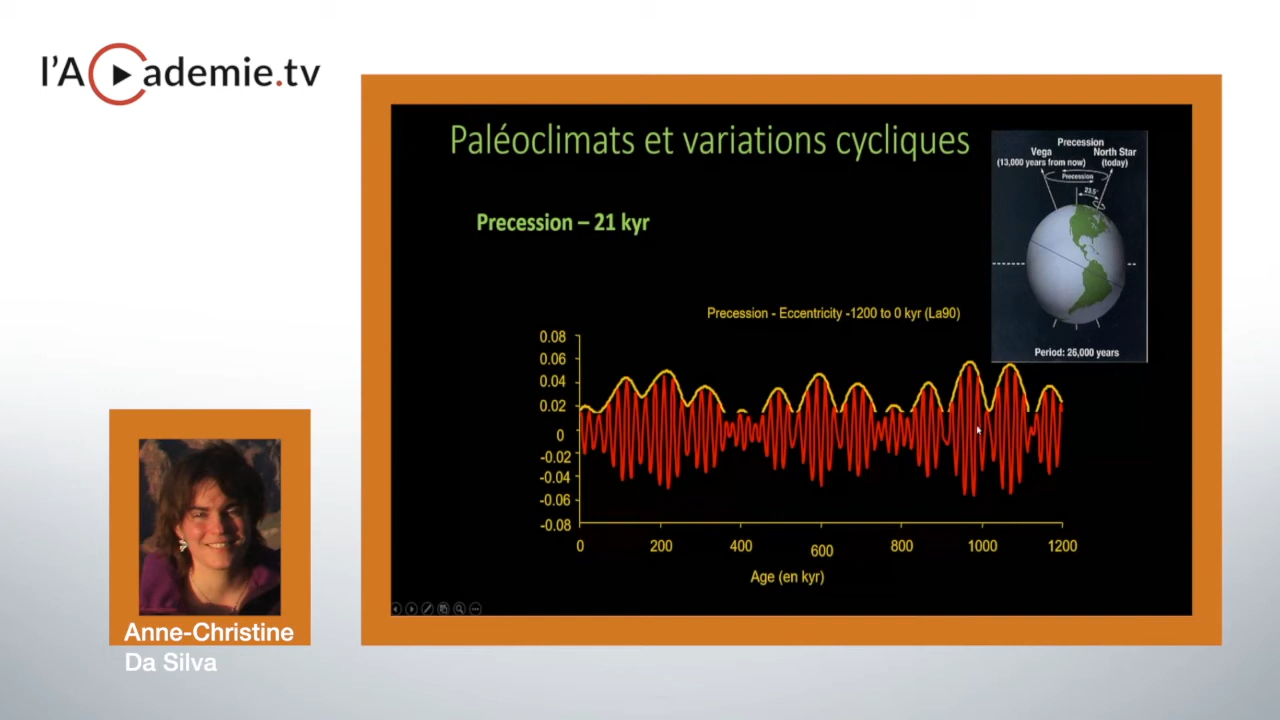 l'Academie.tv
Paléoclimats et variations cycliques
Precession
Vega
North Star
(13,000 years from now)
(today)
Precession
23.5°
Period: 26,000 years
Precession – 21 kyr
Precession - Eccentricity -1200 to 0 kyr (La90)
0.08
0.06
0.04
0.02
0
-0.02
-0.04
-0.06
-0.08
0 200 400 600 800 1000 1200
Age (en kyr)
Anne-Christine
Da Silva